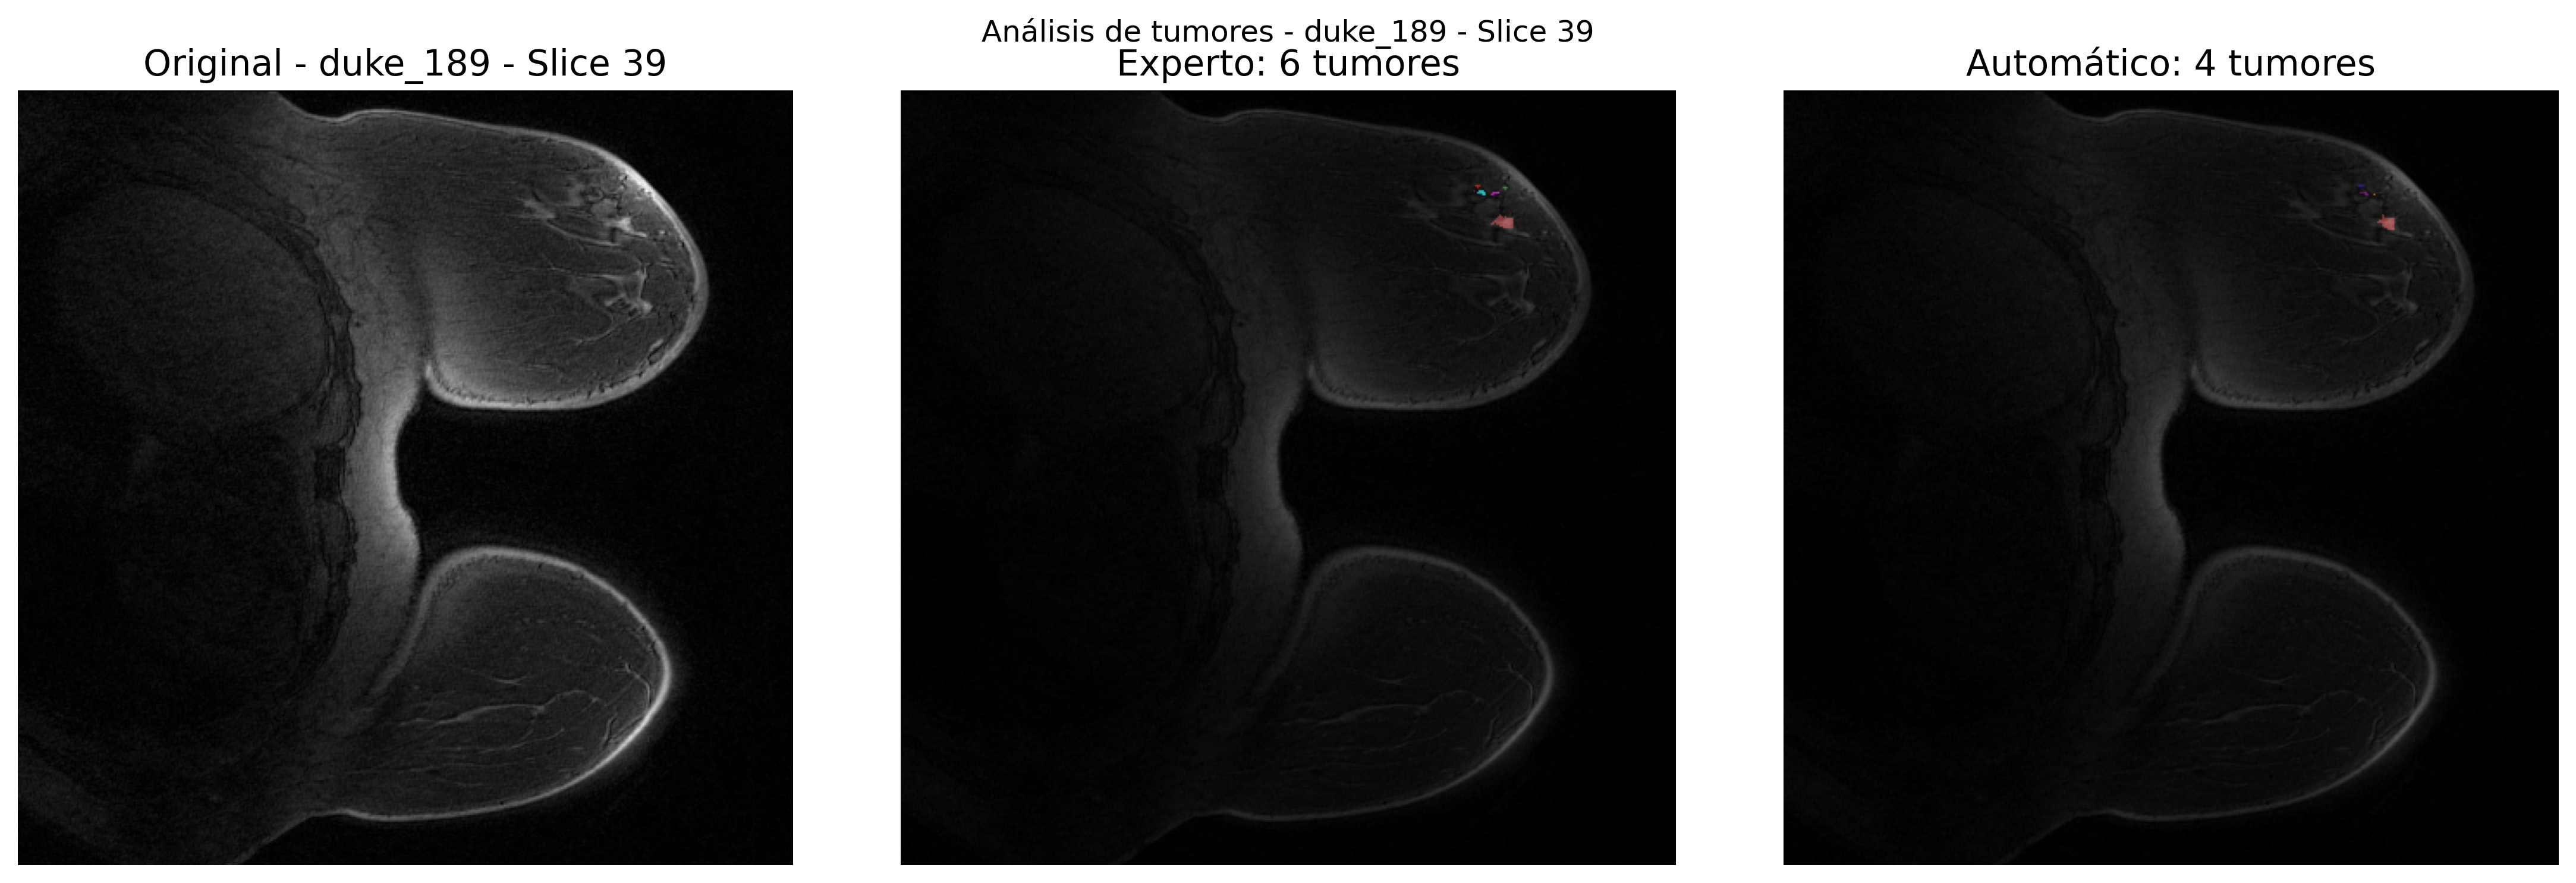 Análisis de tumores - duke_189 - Slice 39
Original - duke_189 - Slice 39
Experto: 6 tumores
Automático: 4 tumores